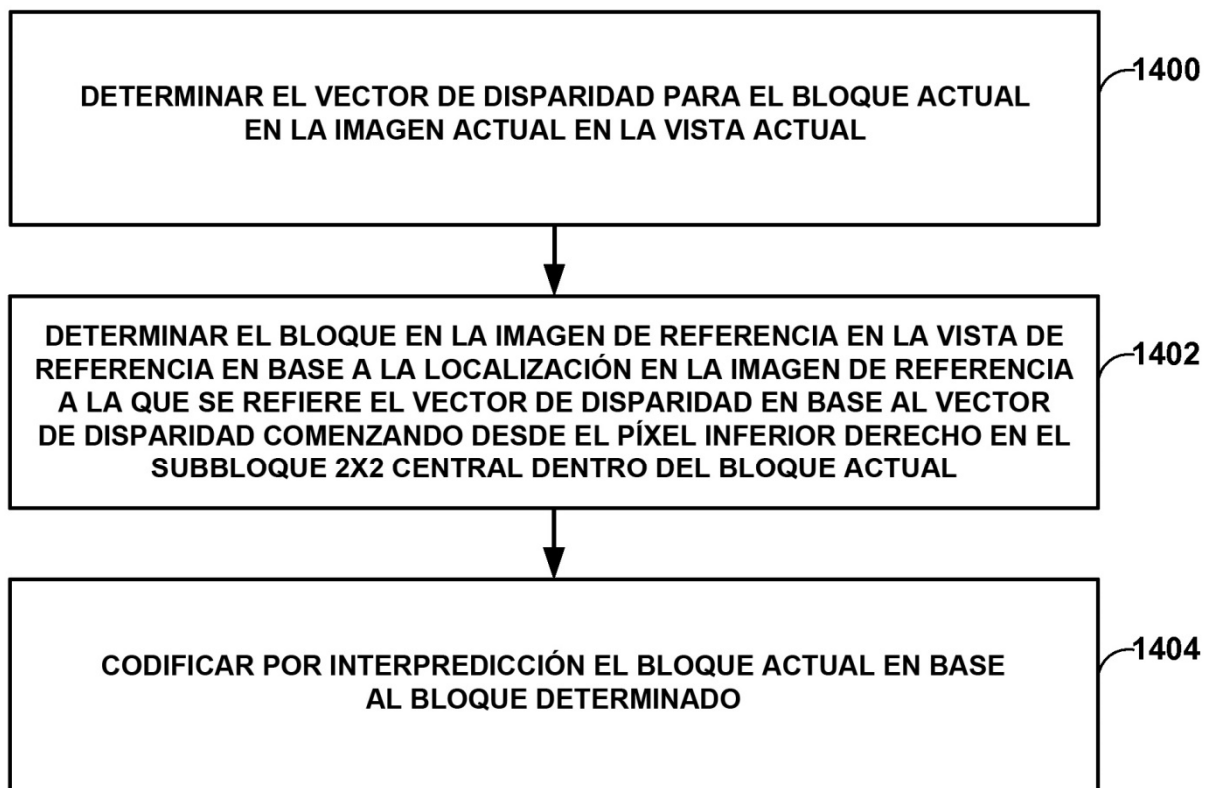 DETERMINAR EL VECTOR DE DISPARIDAD PARA EL BLOQUE ACTUAL
EN LA IMAGEN ACTUAL EN LA VISTA ACTUAL
1400
DETERMINAR EL BLOQUE EN LA IMAGEN DE REFERENCIA EN LA VISTA DE
REFERENCIA EN BASE A LA LOCALIZACIÓN EN LA IMAGEN DE REFERENCIA
A LA QUE SE REFIERE EL VECTOR DE DISPARIDAD EN BASE AL VECTOR
DE DISPARIDAD COMENZANDO DESDE EL PÍXEL INFERIOR DERECHO EN EL
SUBBLOQUE 2X2 CENTRAL DENTRO DEL BLOQUE ACTUAL
1402
CODIFICAR POR INTERPREDICCIÓN EL BLOQUE ACTUAL EN BASE
AL BLOQUE DETERMINADO
1404